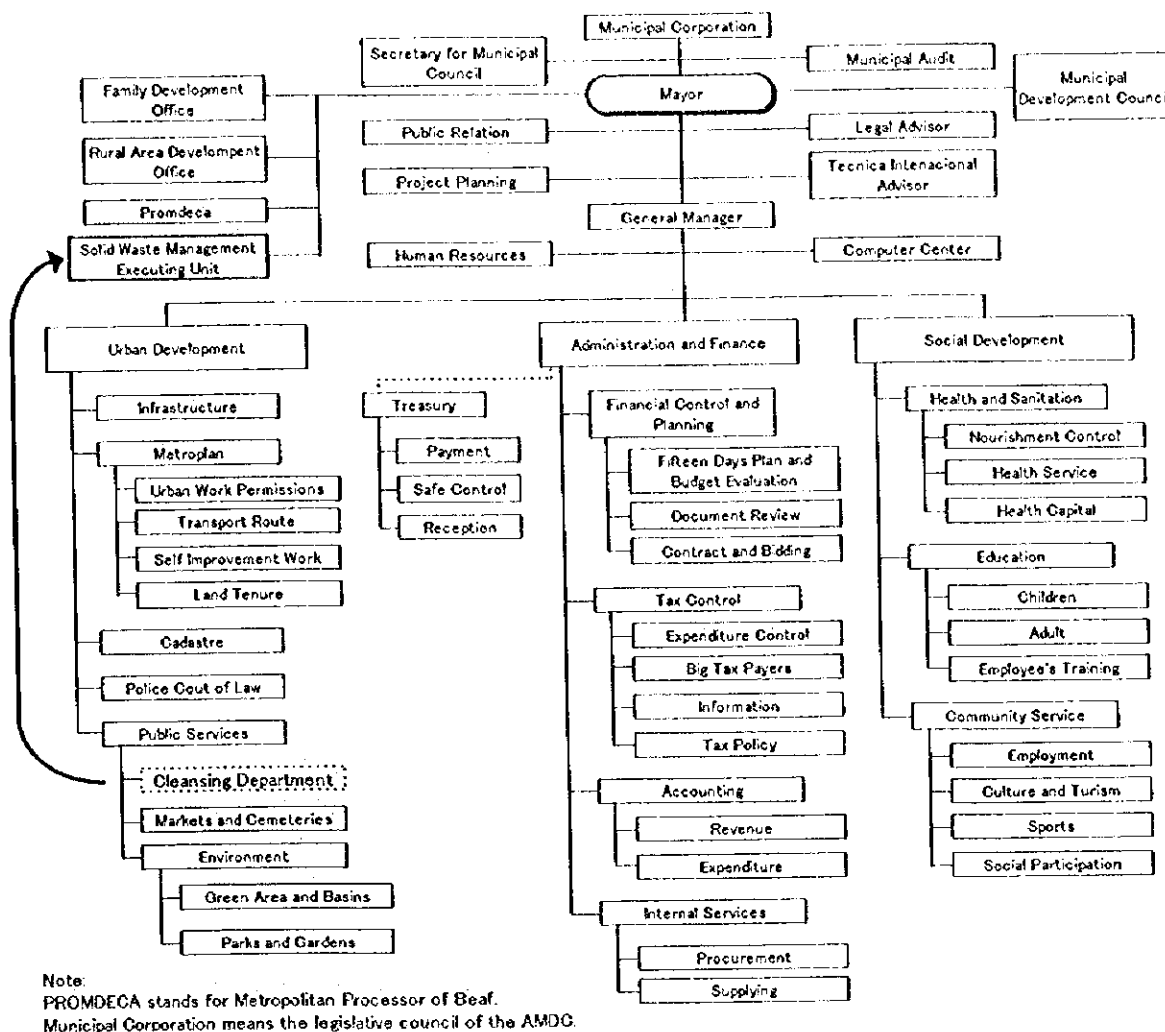 Municipal Corporation
Secretary for Municipal
Council
Municipal Audit
Family Development
Office
Mayor
Municipal
Development Council
Public Relation
Legal Advisor
Rural Area Develompent
Office
Project Planning
Tecnica Intenacional
Advisor
Promdeca
General Manager
Solid Waste Management
Executing Unit
Human Resources
Computer Center
Urban Development
Infrastructure
Metroplan
Urban Work Permissions
Transport Route
Self Improvement Work
Land Tenure
Cadastre
Police Cout of Law
Public Services
Cleansing Department
Markets and Cemeteries
Environment
Green Area and Basins
Parks and Gardens
Administration and Finance
Treasury
Payment
Safe Control
Reception
Financial Control and
Planning
Fifteen Days Plan and
Budget Evaluation
Document Review
Contract and Bidding
Tax Control
Expenditure Control
Big Tax Payers
Information
Tax Policy
Accounting
Revenue
Expenditure
Internal Services
Procurement
Supplying
Social Development
Health and Sanitation
Nourishment Control
Health Service
Health Capital
Education
Children
Adult
Employee's Training
Community Service
Employment
Culture and Turism
Sports
Social Participation
Note:
PROMDECA stands for Metropolitan Processor of Beaf.
Municipal Corporation means the legislative council of the AMDC.